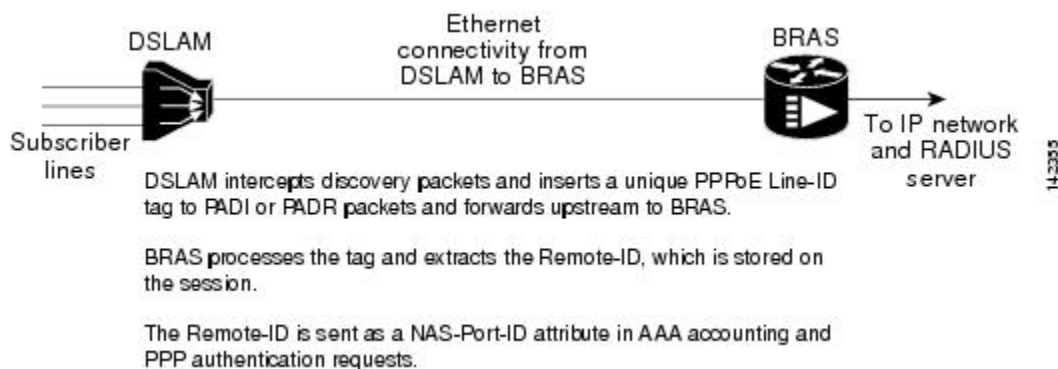 Ethernet
connectivity from
DSLAM to BRAS
DSLAM
BRAS
Subscriber
lines
To IP network
and RADIUS
server
142355
DSLAM intercepts discovery packets and inserts a unique PPPoE Line-ID
tag to PADI or PADR packets and forwards upstream to BRAS.
BRAS processes the tag and extracts the Remote-ID, which is stored on
the session.
The Remote-ID is sent as a NAS-Port-ID attribute in AAA accounting and
PPP authentication requests.